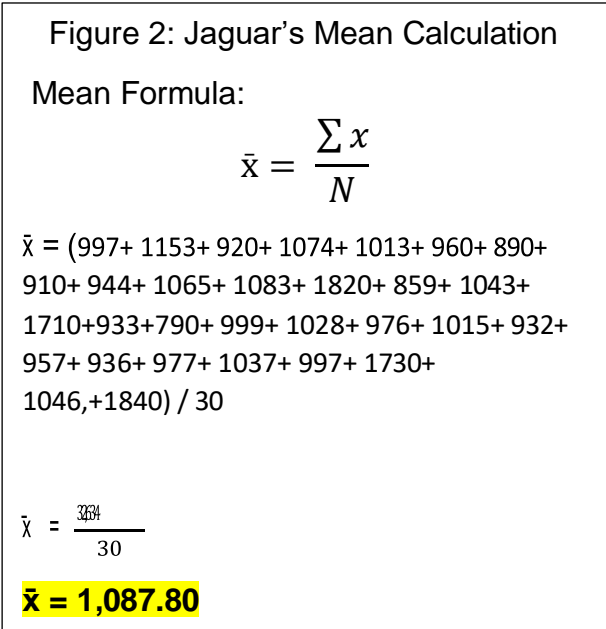 Figure 2: Jaguar’s Mean Calculation
Mean Formula:
x̄ = ∑ x / N
x̄ = (997+ 1153+ 920+ 1074+ 1013+ 960+ 890+
910+ 944+ 1065+ 1083+ 1820+ 859+ 1043+
1710+933+790+ 999+ 1028+ 976+ 1015+ 932+
957+ 936+ 977+ 1037+ 997+ 1730+
1046,+1840) / 30
x̄ =
30
x̄ = 1,087.80